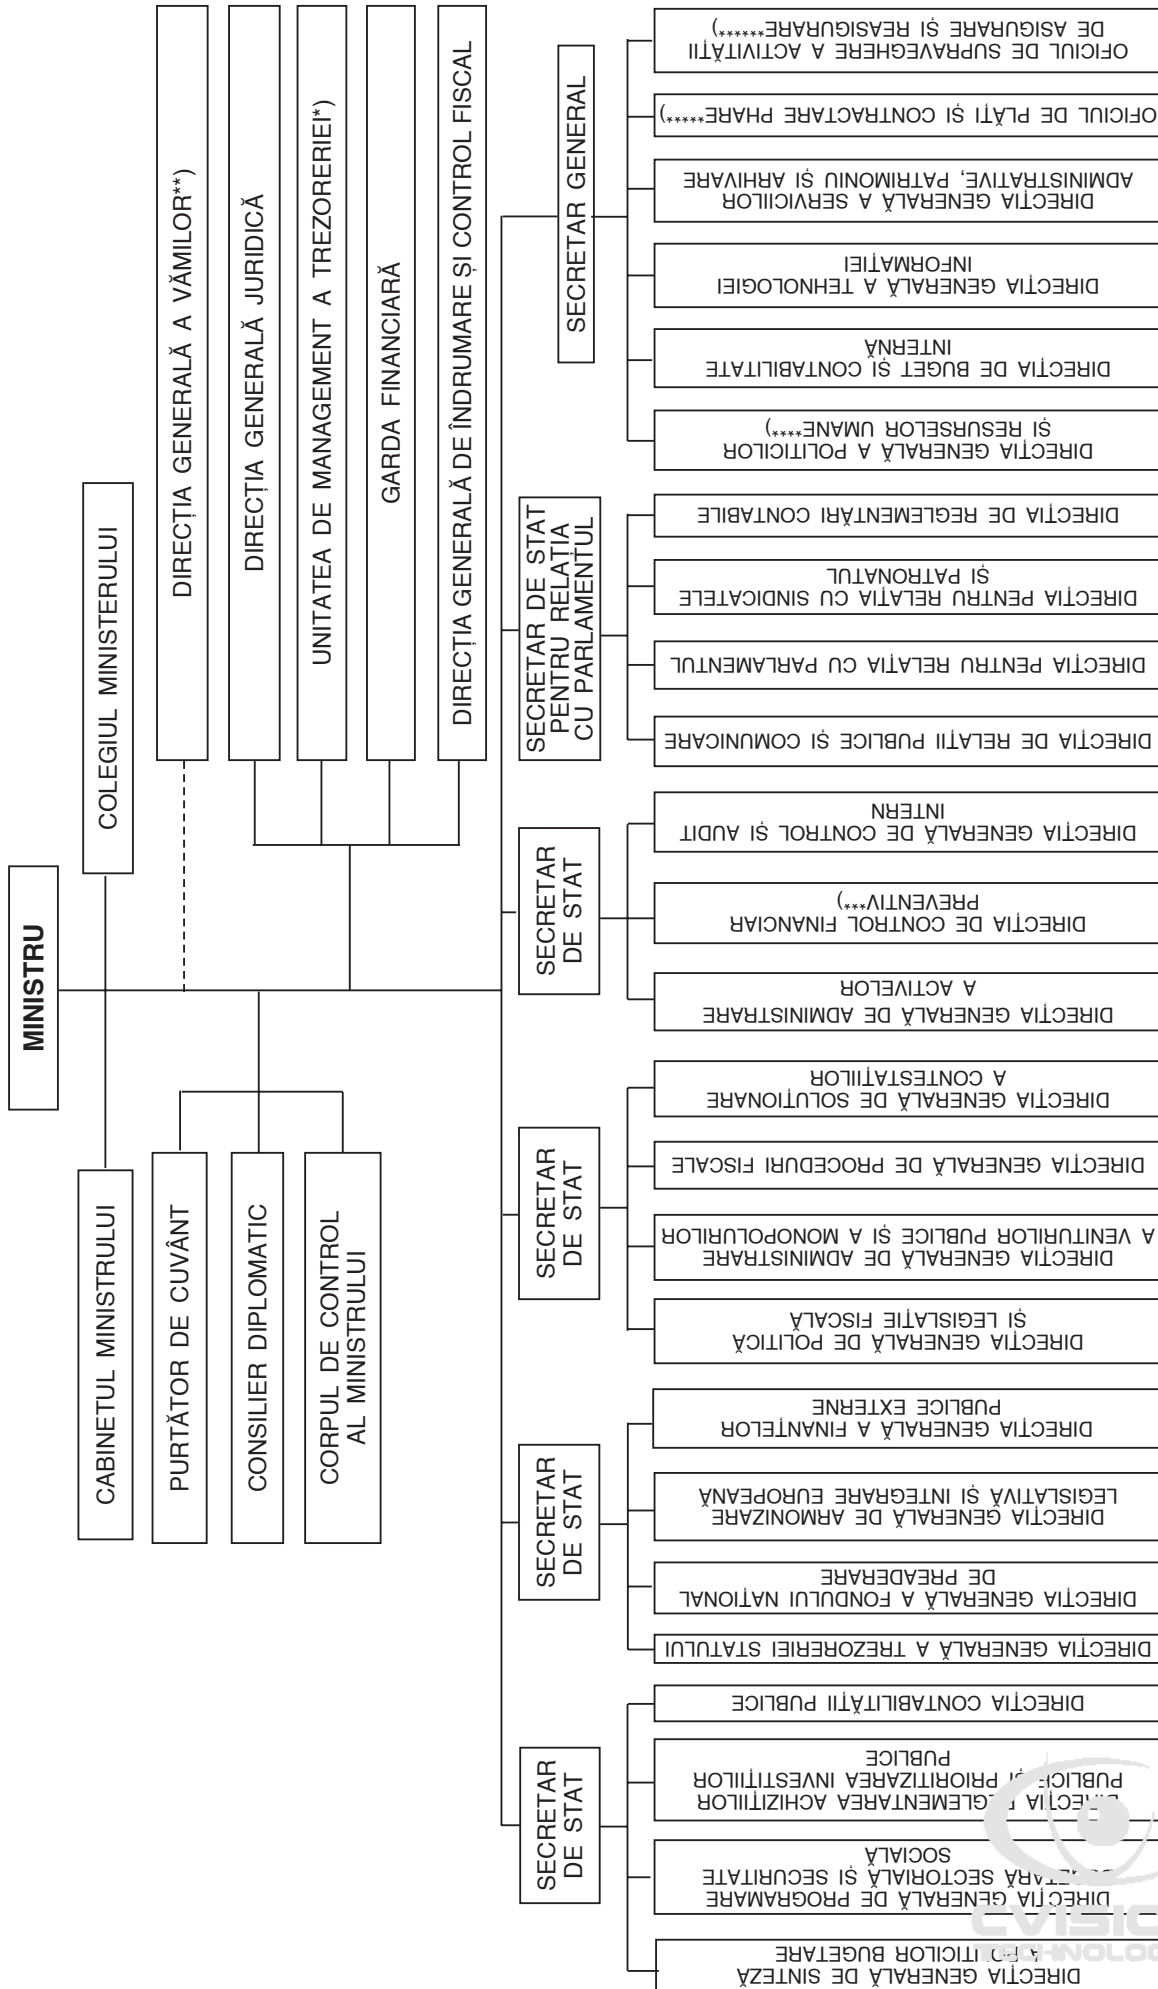 MINISTRU
CABINETUL MINISTRULUI
COLEGIUL MINISTERULUI
PURTĂTOR DE CUVÂNT
CONSILIER DIPLOMATIC
CORPUL DE CONTROL
AL MINISTRULUI
DIRECȚIA GENERALĂ A VĂMILOR**)
DIRECȚIA GENERALĂ JURIDICĂ
UNITATEA DE MANAGEMENT A TREZORERIEI*)
GARDA FINANCIARĂ
DIRECȚIA GENERALĂ DE ÎNDRUMARE ȘI CONTROL FISCAL
SECRETAR
DE STAT
SECRETAR
DE STAT
SECRETAR
DE STAT
SECRETAR
DE STAT
SECRETAR DE STAT
PENTRU RELAȚIA
CU PARLAMENTUL
SECRETAR GENERAL
DIRECȚIA GENERALĂ DE SINTEZĂ
A POLITICILOR BUGETARE
DIRECȚIA GENERALĂ DE PROGRAMARE
BUGETARĂ SECTORIALĂ ȘI SECURITATE
SOCIALĂ
DIRECȚIA REGLEMENTAREA ACHIZIȚIILOR
PUBLICE ȘI PRIORITIZAREA INVESTIȚIILOR
PUBLICE
DIRECȚIA CONTABILITĂȚII PUBLICE
DIRECȚIA GENERALĂ A TREZORERIEI STATULUI
DIRECȚIA GENERALĂ A FONDULUI NAȚIONAL
DE PREADERARE
DIRECȚIA GENERALĂ DE ARMONIZARE
LEGISLATIVĂ ȘI INTEGRARE EUROPEANĂ
DIRECȚIA GENERALĂ A FINANȚELOR
PUBLICE EXTERNE
DIRECȚIA GENERALĂ DE POLITICĂ
ȘI LEGISLAȚIE FISCALĂ
DIRECȚIA GENERALĂ DE ADMINISTRARE
A VENITURILOR PUBLICE ȘI A MONOPOLURILOR
DIRECȚIA GENERALĂ DE PROCEDURI FISCALE
DIRECȚIA GENERALĂ DE SOLUȚIONARE
A CONTESTAȚIILOR
DIRECȚIA GENERALĂ DE ADMINISTRARE
A ACTIVELOR
DIRECȚIA DE CONTROL FINANCIAR
PREVENTIV***)
DIRECȚIA GENERALĂ DE CONTROL ȘI AUDIT
INTERN
DIRECȚIA DE RELAȚII PUBLICE ȘI COMUNICARE
DIRECȚIA PENTRU RELAȚIA CU PARLAMENTUL
DIRECȚIA PENTRU RELAȚIA CU SINDICATELE
ȘI PATRONATUL
DIRECȚIA DE REGLEMENTĂRI CONTABILE
DIRECȚIA GENERALĂ A POLITICILOR
ȘI RESURSELOR UMANE****)
DIRECȚIA DE BUGET ȘI CONTABILITATE
INTERNĂ
DIRECȚIA GENERALĂ A TEHNOLOGIEI
INFORMAȚIEI
DIRECȚIA GENERALĂ A SERVICIILOR
ADMINISTRATIVE, PATRIMONIU ȘI ARHIVARE
OFICIUL DE PLĂȚI ȘI CONTRACTARE PHARE*****)
OFICIUL DE SUPRAVEGHERE A ACTIVITĂȚII
DE ASIGURARE ȘI REASIGURARE******)